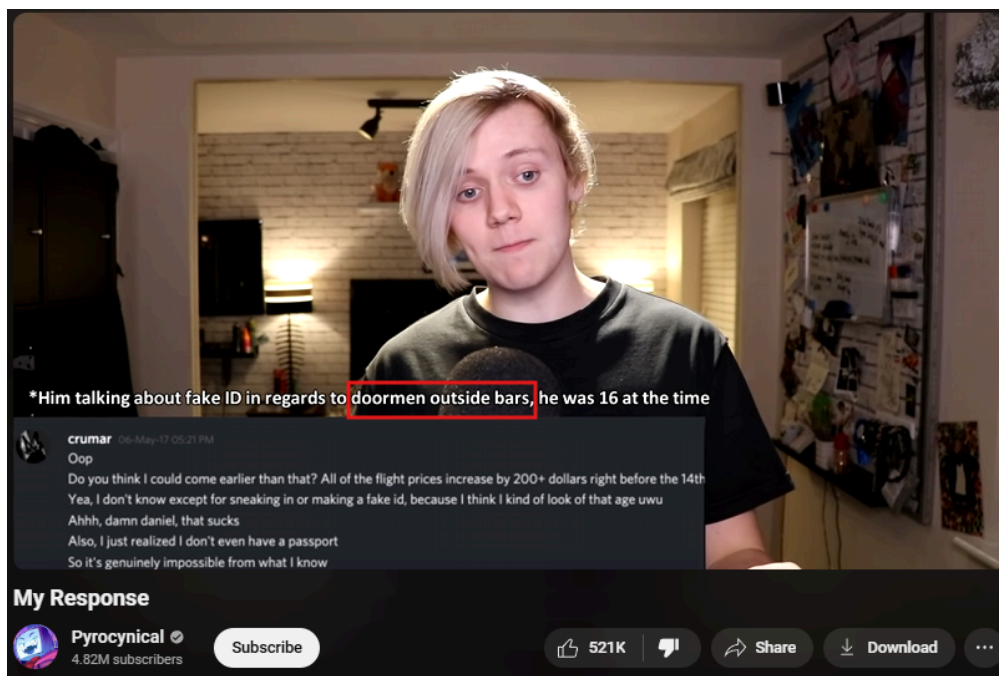 *Him talking about fake ID in regards to doormen outside bars, he was 16 at the time
crumar 06-May-17 05:21 PM
Oop
Do you think I could come earlier than that? All of the flight prices increase by 200+ dollars right before the 14th
Yea, I don't know except for sneaking in or making a fake id, because I think I kind of look of that age uwu
Ahhh, damn daniel, that sucks
Also, I just realized I don't even have a passport
So it's genuinely impossible from what I know
My Response
Pyrocynical
4.82M subscribers
Subscribe
521K
Share
Download